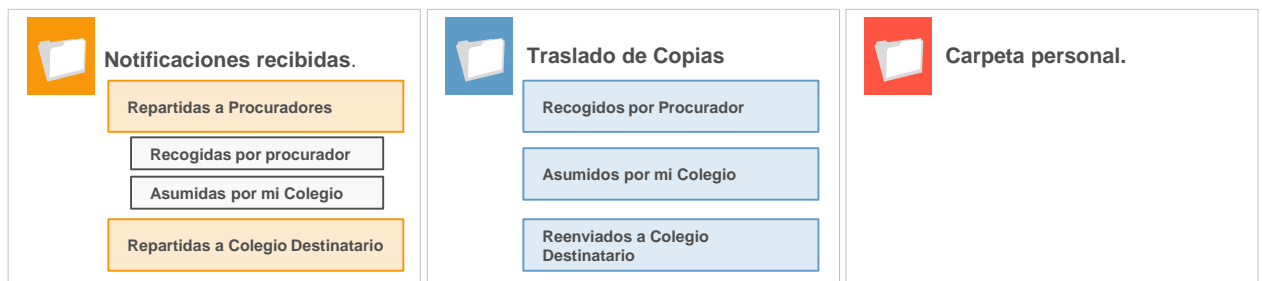 Notificaciones recibidas.
Repartidas a Procuradores
Recogidas por procurador
Asumidas por mi Colegio
Repartidas a Colegio Destinatario
Traslado de Copias
Recogidos por Procurador
Asumidos por mi Colegio
Reenviados a Colegio
Destinatario
Carpeta personal.